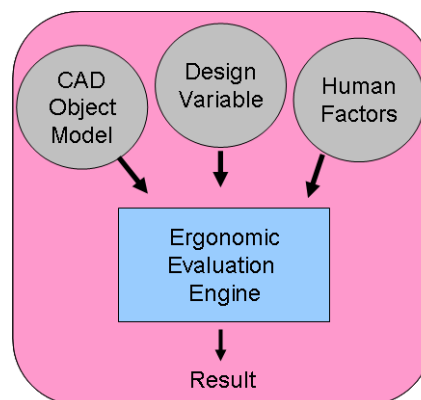 CAD
Object
Model
Design
Variable
Human
Factors
Ergonomic
Evaluation
Engine
Result